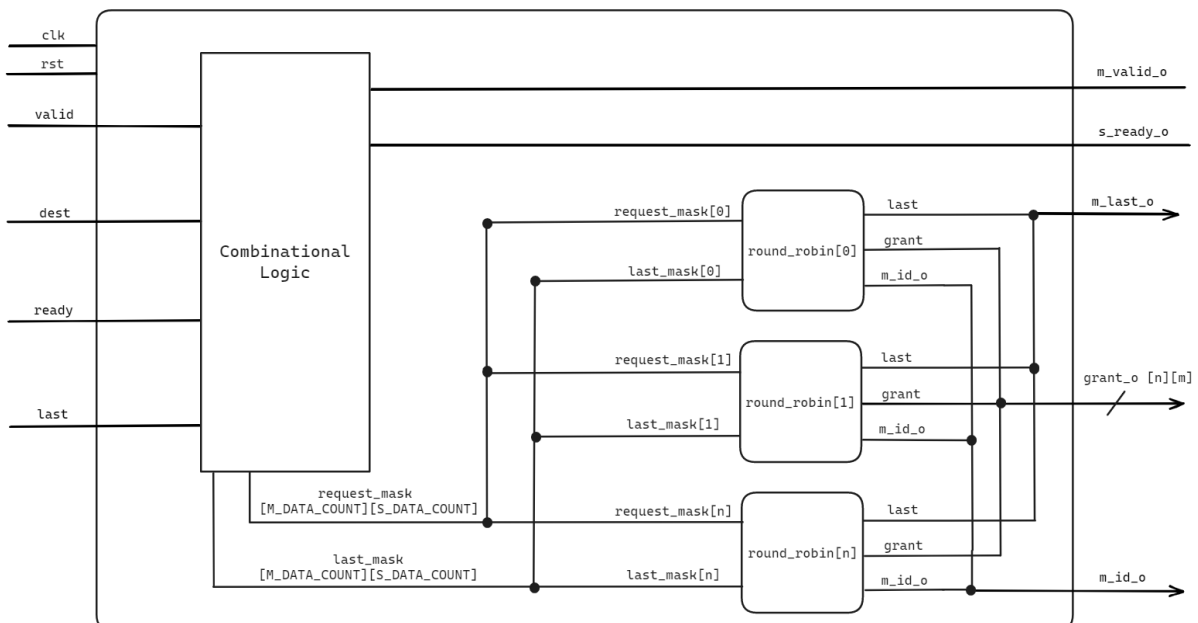 clk
rst
valid
dest
ready
last
Combinational
Logic
m_valid_o
s_ready_o
request_mask[0]
last_mask[0]
round_robin[0]
last
grant
m_id_o
m_last_o
request_mask[1]
last_mask[1]
round_robin[1]
last
grant
m_id_o
grant_o [n][m]
request_mask
[M_DATA_COUNT][S_DATA_COUNT]
last_mask
[M_DATA_COUNT][S_DATA_COUNT]
request_mask[n]
last_mask[n]
round_robin[n]
last
grant
m_id_o
m_id_o